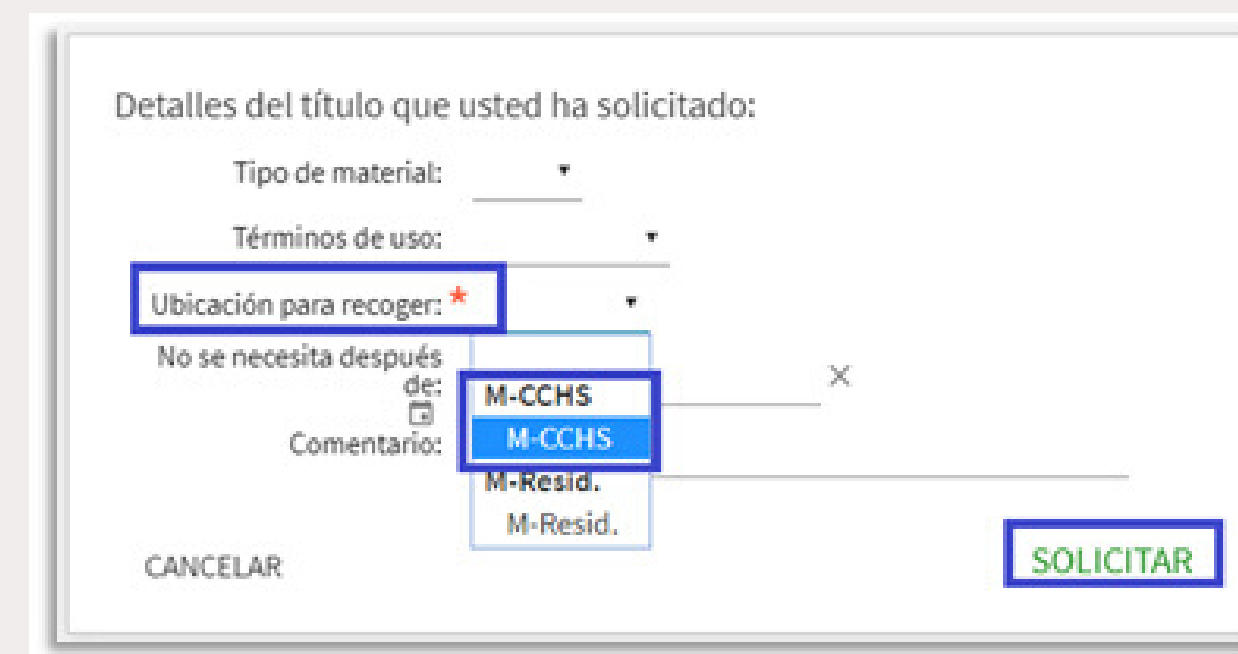 Detalles del título que usted ha solicitado:
Tipo de material:
Términos de uso:
Ubicación para recoger: *
No se necesita después
de:
Comentario:
M-CCHS
M-CCHS
M-Resid.
M-Resid.
CANCELAR
SOLICITAR